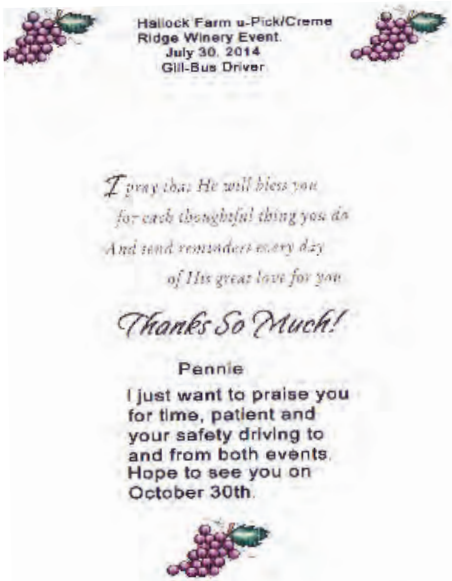 Hallock Farm u-Pick/Creme
Ridge Winery Event.
July 30, 2014
Gill-Bus Driver
I pray that He will bless you
for each thoughtful thing you do
And send reminders every day
of His great love for you
Thanks So Much!
Pennie
I just want to praise you
for time, patient and
your safety driving to
and from both events.
Hope to see you on
October 30th.